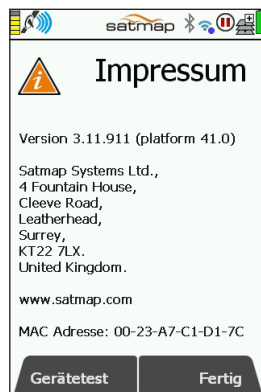 satmap
Impressum
Version 3.11.911 (platform 41.0)
Satmap Systems Ltd.,
4 Fountain House,
Cleeve Road,
Leatherhead,
Surrey,
KT22 7LX.
United Kingdom.
www.satmap.com
MAC Adresse: 00-23-A7-C1-D1-7C
Gerätetest
Fertig